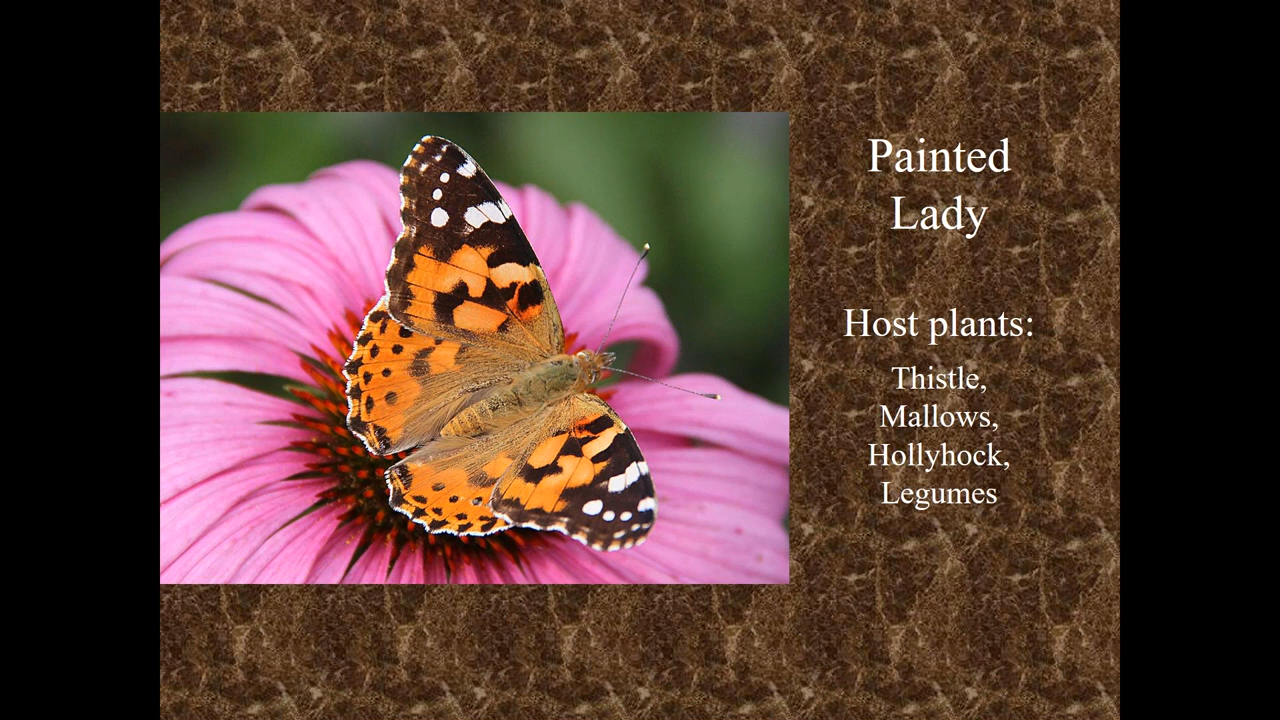 Painted
Lady
Host plants:
Thistle,
Mallows,
Hollyhock,
Legumes